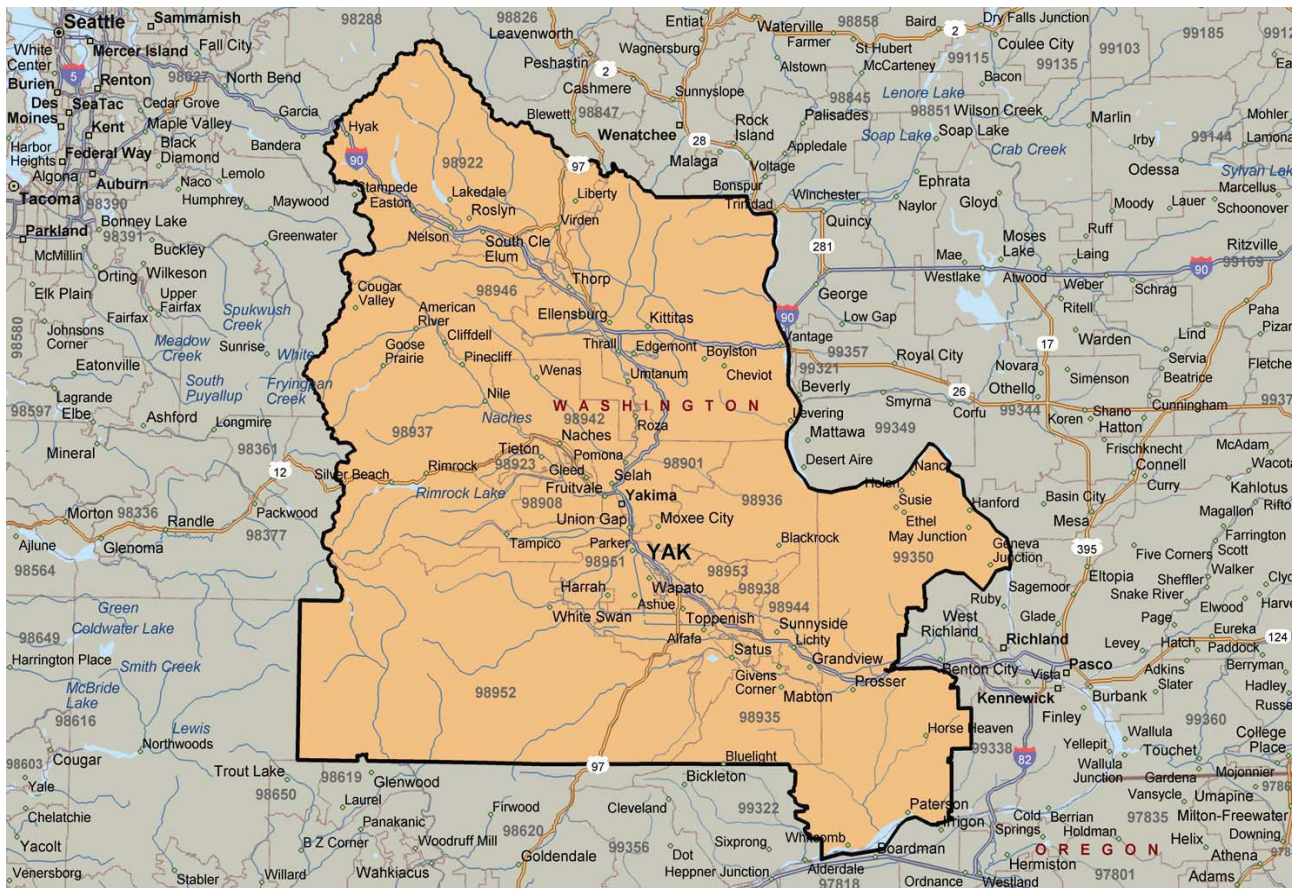 Seattle
Sammamish
98288
98826
Leavenworth
Entiat
Waterville
98858
Baird
Dry Falls Junction
99185
Mercer Island
Fall City
Wagnersburg
Farmer
2
Coulee City
99103
White
Center
Peshastin
St Hubert
99115
99135
5
Renton
98027
North Bend
2
Alstown
McCarteney
Bacon
Burien
Cashmere
Sunnyslope
Lenore Lake
Des
Moines
SeaTac
Cedar Grove
Garcia
98847
98845
98851
Wilson Creek
Mohler
Kent
Maple Valley
Blewett
Rock
Island
Palisades
Marlin
Harbor
Heights
Black
Diamond
Bandera
Hyak
Wenatchee
28
Soap Lake
Soap Lake
Crab Creek
Irby
99144
Lamona
Federal Way
90
98922
97
Malaga
Appledale
Voltage
Odessa
Algona
Auburn
Naco
Lemolo
Stampede
Lakedale
Liberty
Bonspur
Winchester
Ephrata
Sylvan Lake
Marcellus
Tacoma
98390
Humphrey
Maywood
Easton
Roslyn
Trinidad
Naylor
Gloyd
Moody
Lauer
Schoonover
Bonney Lake
Virden
Quincy
Parkland
98391
Greenwater
Nelson
South Cle
Elum
281
Moses
Lake
Ruff
Ritzville
McMillin
Buckley
Mae
Laing
90
99169
Orting
Wilkeson
Thorp
Westlake
Atwood
Weber
Schrag
Elk Plain
Upper
Fairfax
Spukwush
Creek
Cougar
Valley
American
River
98946
George
Ritell
Paha
Fairfax
Ellensburg
Kittitas
90
Low Gap
98580
Johnsons
Corner
Meadow
Creek
Sunrise
Cliffdell
Vantage
Warden
Lind
Pizar
Eatonville
White
Goose
Prairie
Thrall
Edgemont
99357
17
Pinecliff
Boylston
Royal City
Servia
Fletcher
South
Puyallup
Fryingpan
Creek
Wenas
Umtanum
Cheviot
99321
Novara
Simenson
Beatrice
98597
Lagrande
Nile
WASHINGTON
Beverly
26
Othello
Elbe
Ashford
Naches
98942
Levering
Smyrna
Corfu
99344
Shano
Cunningham
9937
Longmire
Roza
Koren
Hatton
98361
98937
Naches
Mattawa
99349
Mineral
Tieton
Pomona
98901
Frischknecht
McAdam
12
98923
Gleed
Desert Aire
Connell
Wacota
Silver Beach
Rimrock
Selah
Nancy
Curry
Fruitvale
98936
Helen
Kahlotus
Rimrock Lake
98908
Yakima
Susie
Hanford
Basin City
Magallon
Morton
98336
Packwood
Union Gap
Moxee City
Ethel
Mesa
Randle
May Junction
Farrington
98377
Blackrock
Geneva
Junction
395
Ajlune
Glenoma
Tampico
Parker
YAK
99350
Five Corners
Scott
98564
98951
98953
Eltopia
Sheffler
Walker
Sagemoor
Snake River
Harrah
Wapato
98938
Ruby
Green
Ashue
98944
Glade
Elwood
Page
98649
Coldwater Lake
White Swan
Toppenish
Sunnyside
West
Richland
Richland
Eureka
124
Alfafa
Lichty
Levey
Hatch
Paddock
Harrington Place
Smith Creek
Satus
Grandview
Pasco
Adkins
Berryman
Benton City
Vista
McBride
Lake
98952
Givens
Corner
Prosser
Slater
Hadley
Mabton
Kennewick
Burbank
98616
98935
Finley
Lewis
Horse Heaven
99360
College
Place
Northwoods
99338
Wallula
Bluelight
Yellepit
Touchet
98603
Cougar
97
82
Wallula
Junction
Mojonnier
Trout Lake
98619
Glenwood
Bickleton
Gardena
Yale
98650
Vansycle
Umapine
Laurel
Firwood
Cleveland
99322
Paterson
Cold
Springs
Berrian
97835
Milton-Freewater
Chelatchie
Panakanic
98620
Irrigon
Holdman
Downing
Yacolt
B Z Corner
Woodruff Mill
99356
Sixprong
Whitcomb
OREGON
Helix
Goldendale
Dot
Boardman
Hermiston
Athena
Venersborg
Stabler
Willard
Wahkiacus
Heppner Junction
Alderdale
97818
Ordnance
Westland
97801
Adams